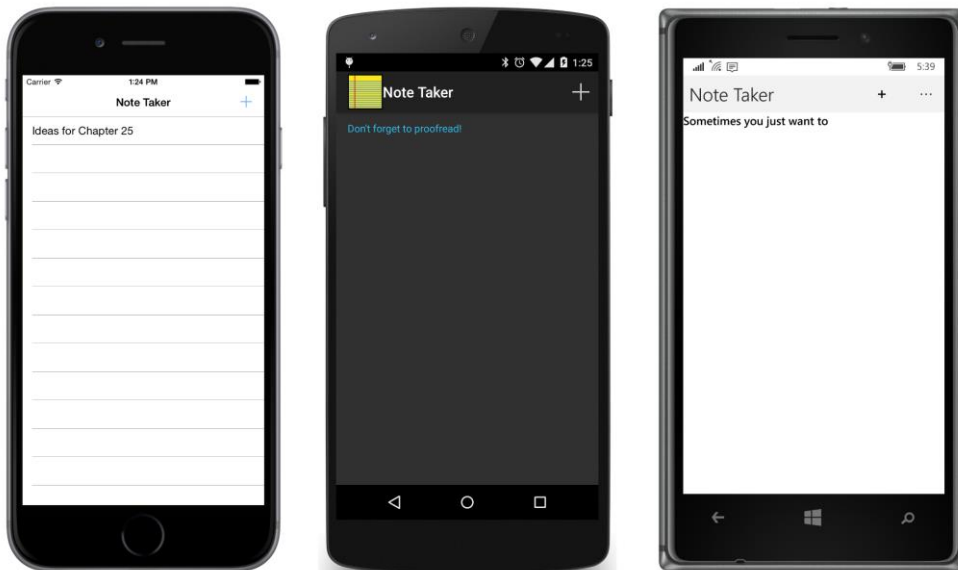 Carrier 1:24 PM
Note Taker +
Ideas for Chapter 25
1:25
Note Taker +
Don't forget to proofread!
5:39
Note Taker + ...
Sometimes you just want to